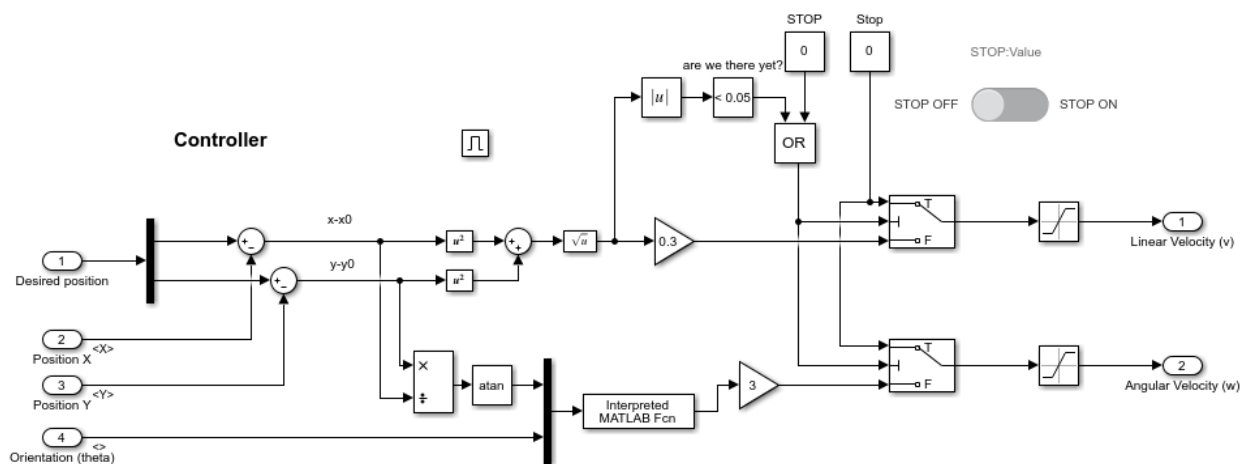 STOP
Stop
0
0
STOP:Value
are we there yet?
|u|
< 0.05
STOP OFF
STOP ON
OR
Controller
x-x0
T
F
1
Linear Velocity (v)
u²
+
+
√u
0.3
+
−
1
Desired position
y-y0
+
−
u²
2
<X>
Position X
3
<Y>
Position Y
×
÷
atan
Interpreted
MATLAB Fcn
3
T
F
2
Angular Velocity (w)
4
<>
Orientation (theta)